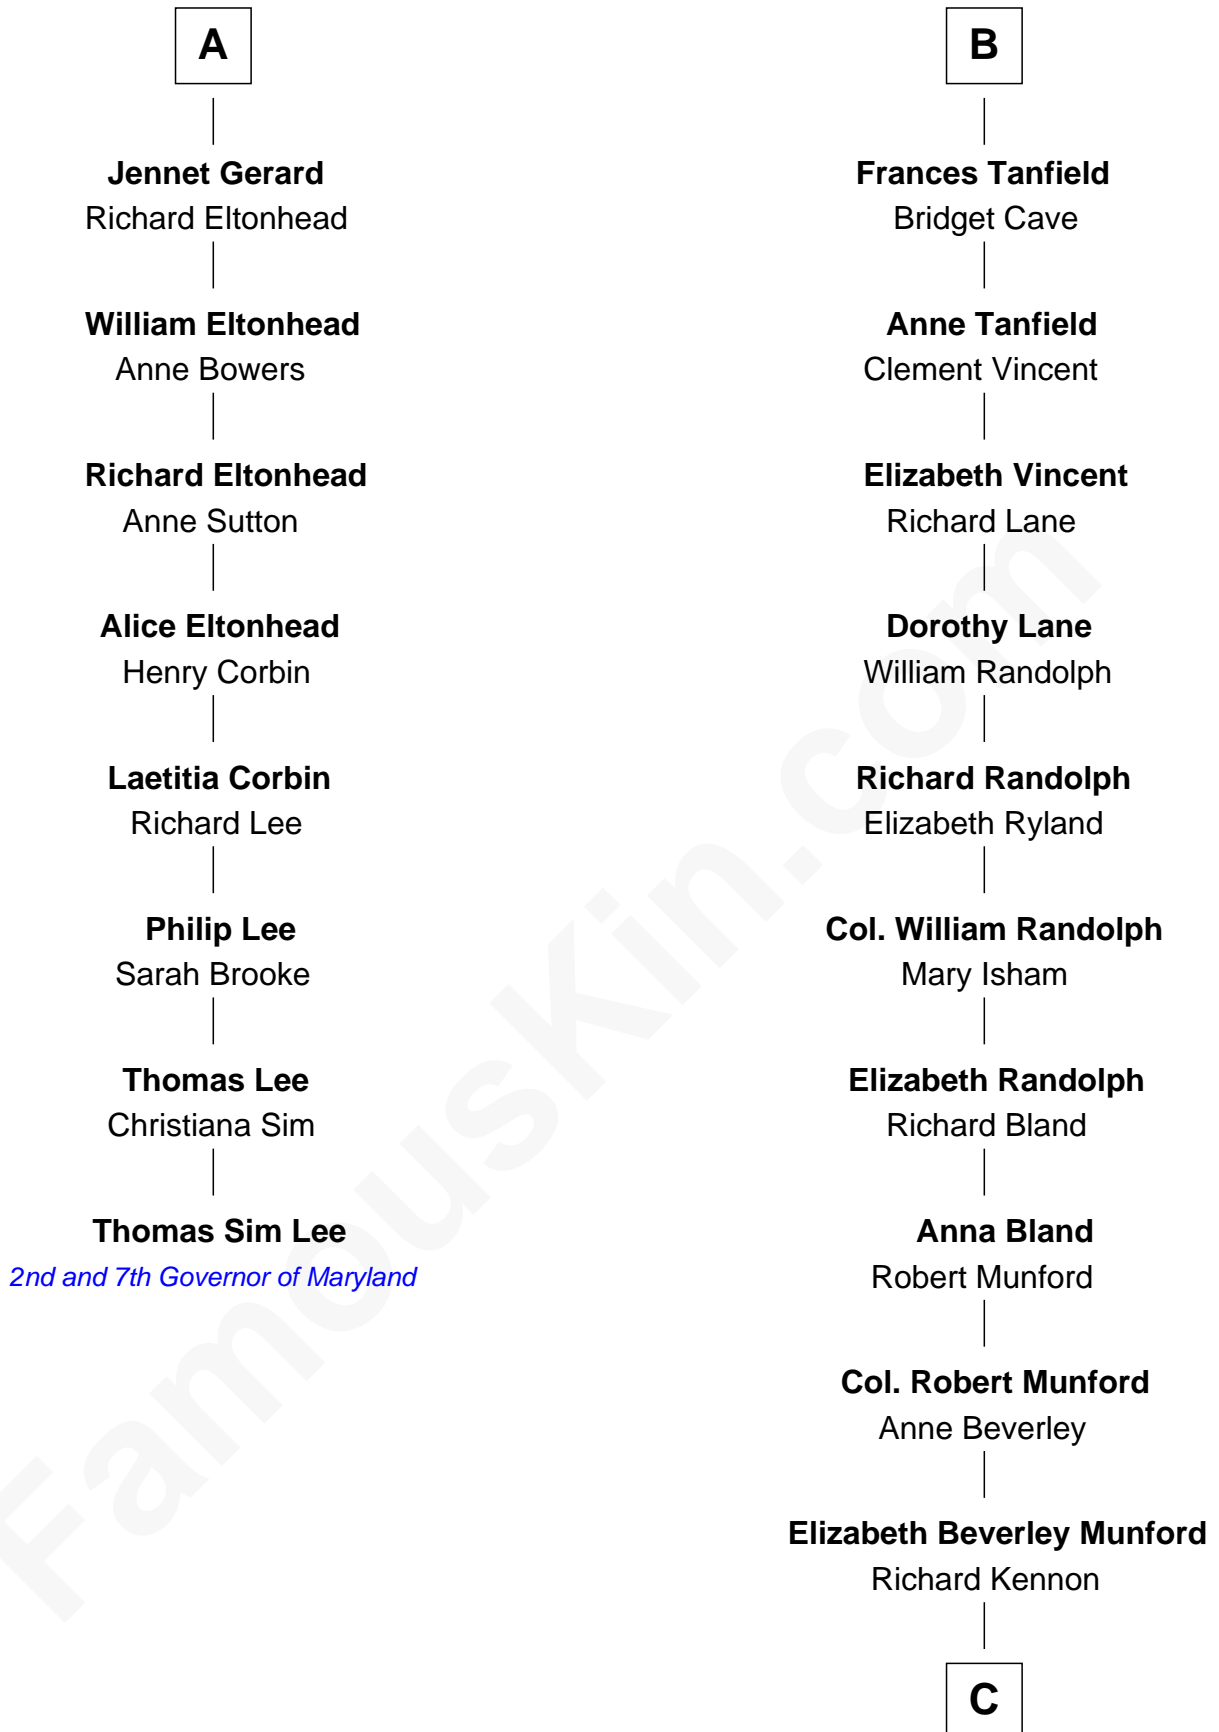 A
Jennet Gerard
Richard Eltonhead
William Eltonhead
Anne Bowers
Richard Eltonhead
Anne Sutton
Alice Eltonhead
Henry Corbin
Laetitia Corbin
Richard Lee
Philip Lee
Sarah Brooke
Thomas Lee
Christiana Sim
Thomas Sim Lee
2nd and 7th Governor of Maryland
B
Frances Tanfield
Bridget Cave
Anne Tanfield
Clement Vincent
Elizabeth Vincent
Richard Lane
Dorothy Lane
William Randolph
Richard Randolph
Elizabeth Ryland
Col. William Randolph
Mary Isham
Elizabeth Randolph
Richard Bland
Anna Bland
Robert Munford
Col. Robert Munford
Anne Beverley
Elizabeth Beverley Munford
Richard Kennon
C
FamousKin.com